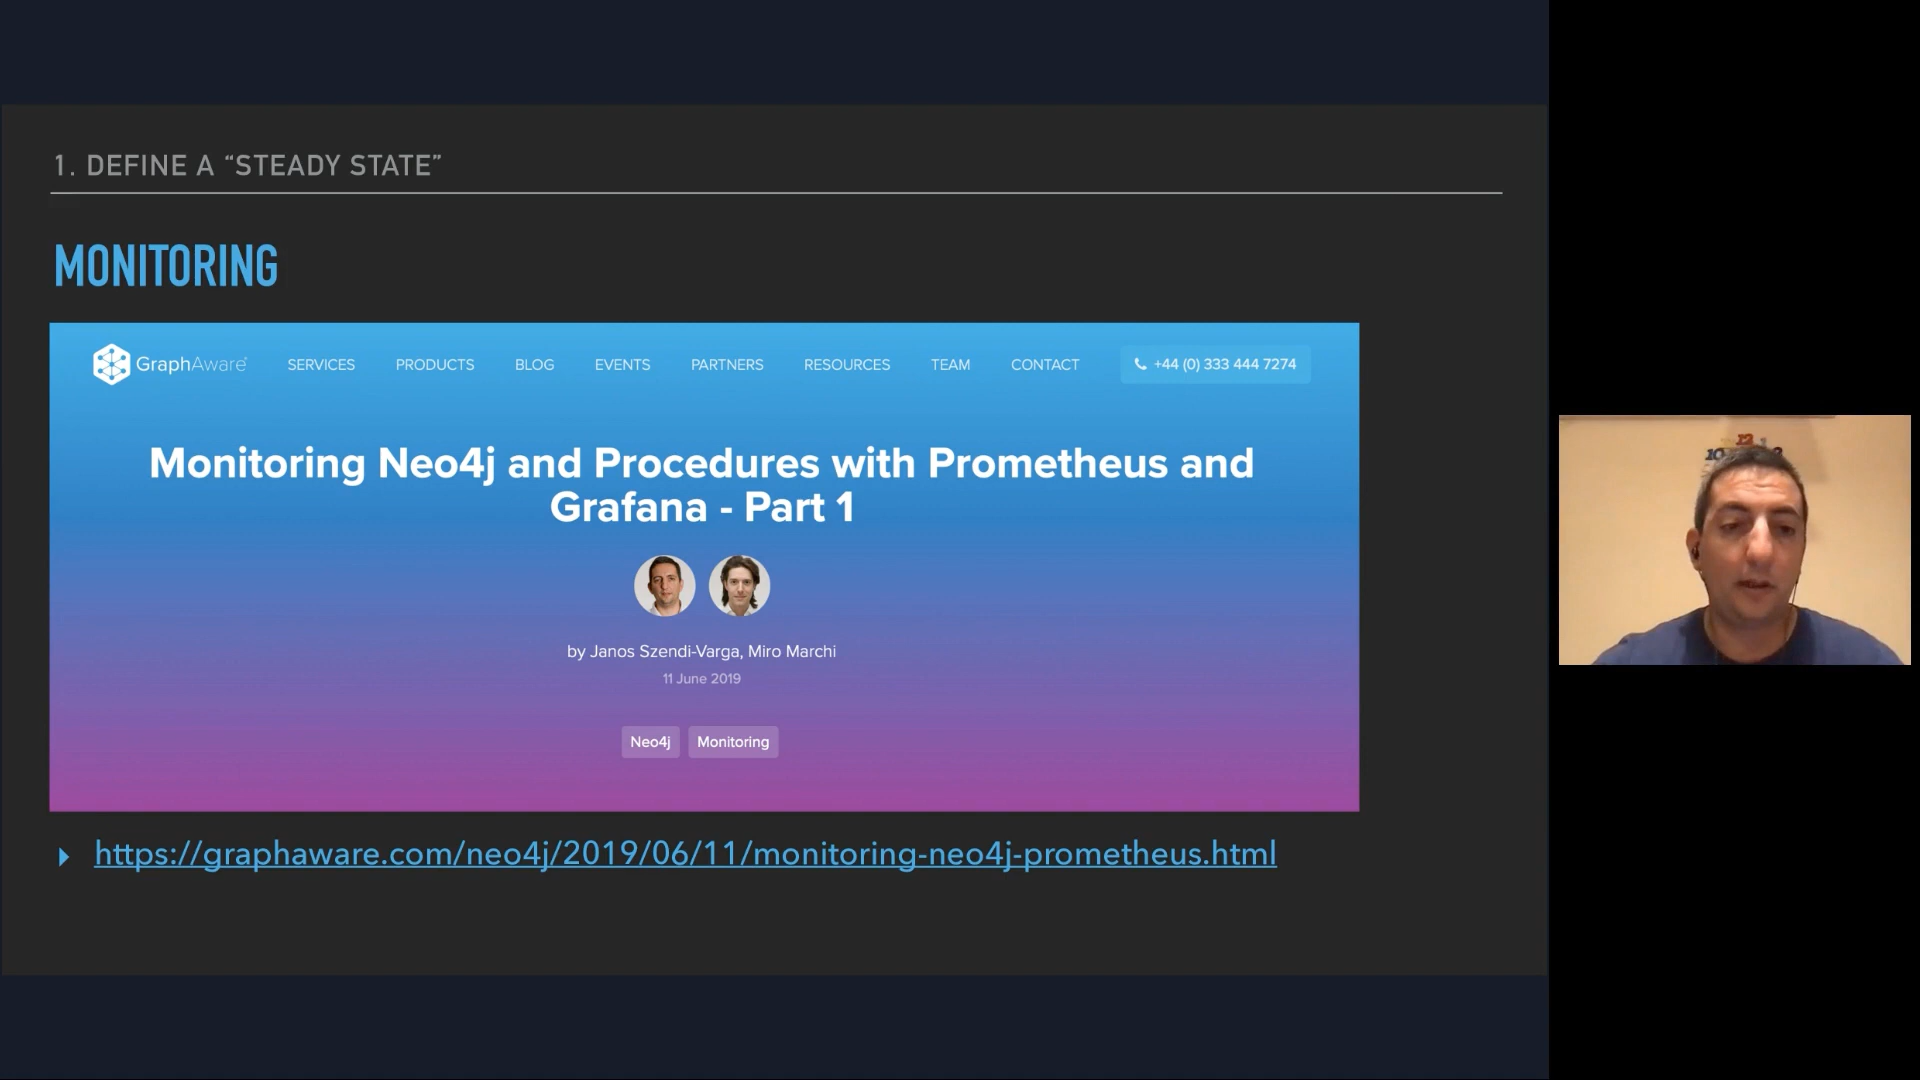 1. DEFINE A “STEADY STATE”
MONITORING
GraphAware SERVICES PRODUCTS BLOG EVENTS PARTNERS RESOURCES TEAM CONTACT +44 (0) 333 444 7274
Monitoring Neo4j and Procedures with Prometheus and
Grafana - Part 1
by Janos Szendi-Varga, Miro Marchi
11 June 2019
Neo4j Monitoring
https://graphaware.com/neo4j/2019/06/11/monitoring-neo4j-prometheus.html
12
10